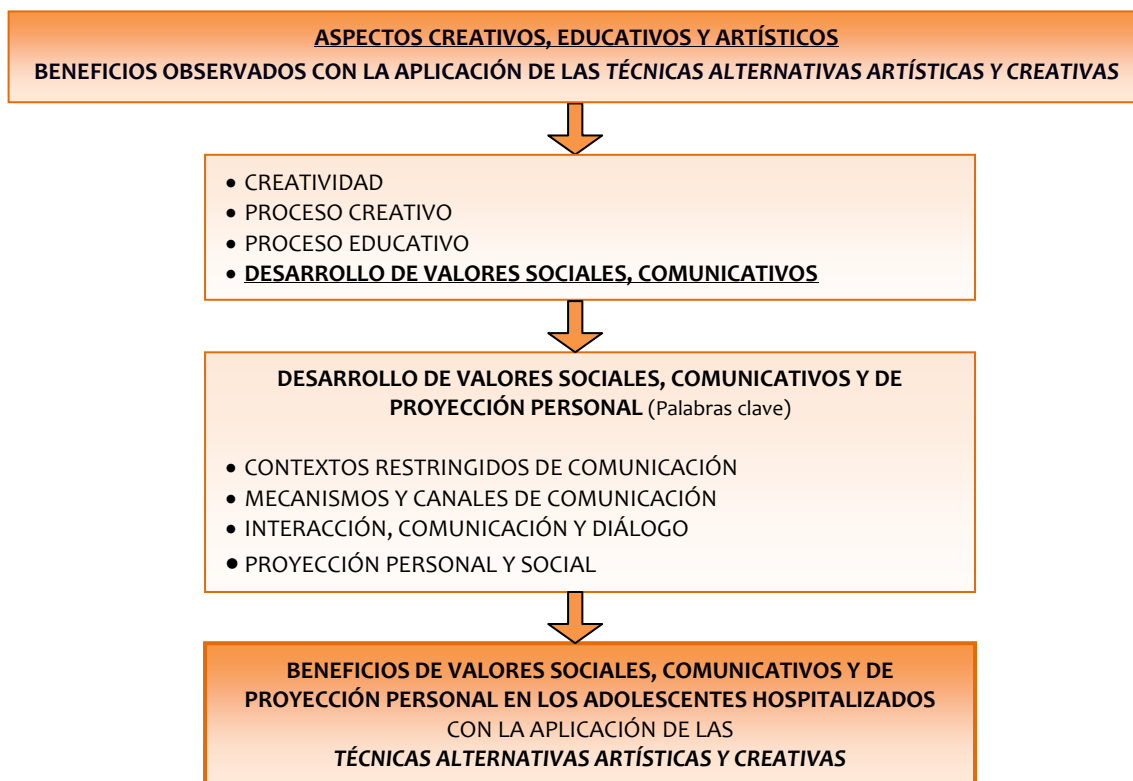 ASPECTOS CREATIVOS, EDUCATIVOS Y ARTÍSTICOS
BENEFICIOS OBSERVADOS CON LA APLICACIÓN DE LAS TÉCNICAS ALTERNATIVAS ARTÍSTICAS Y CREATIVAS
• CREATIVIDAD
• PROCESO CREATIVO
• PROCESO EDUCATIVO
• DESARROLLO DE VALORES SOCIALES, COMUNICATIVOS
DESARROLLO DE VALORES SOCIALES, COMUNICATIVOS Y DE
PROYECCIÓN PERSONAL (Palabras clave)
• CONTEXTOS RESTRINGIDOS DE COMUNICACIÓN
• MECANISMOS Y CANALES DE COMUNICACIÓN
• INTERACCIÓN, COMUNICACIÓN Y DIÁLOGO
• PROYECCIÓN PERSONAL Y SOCIAL
BENEFICIOS DE VALORES SOCIALES, COMUNICATIVOS Y DE
PROYECCIÓN PERSONAL EN LOS ADOLESCENTES HOSPITALIZADOS
CON LA APLICACIÓN DE LAS
TÉCNICAS ALTERNATIVAS ARTÍSTICAS Y CREATIVAS